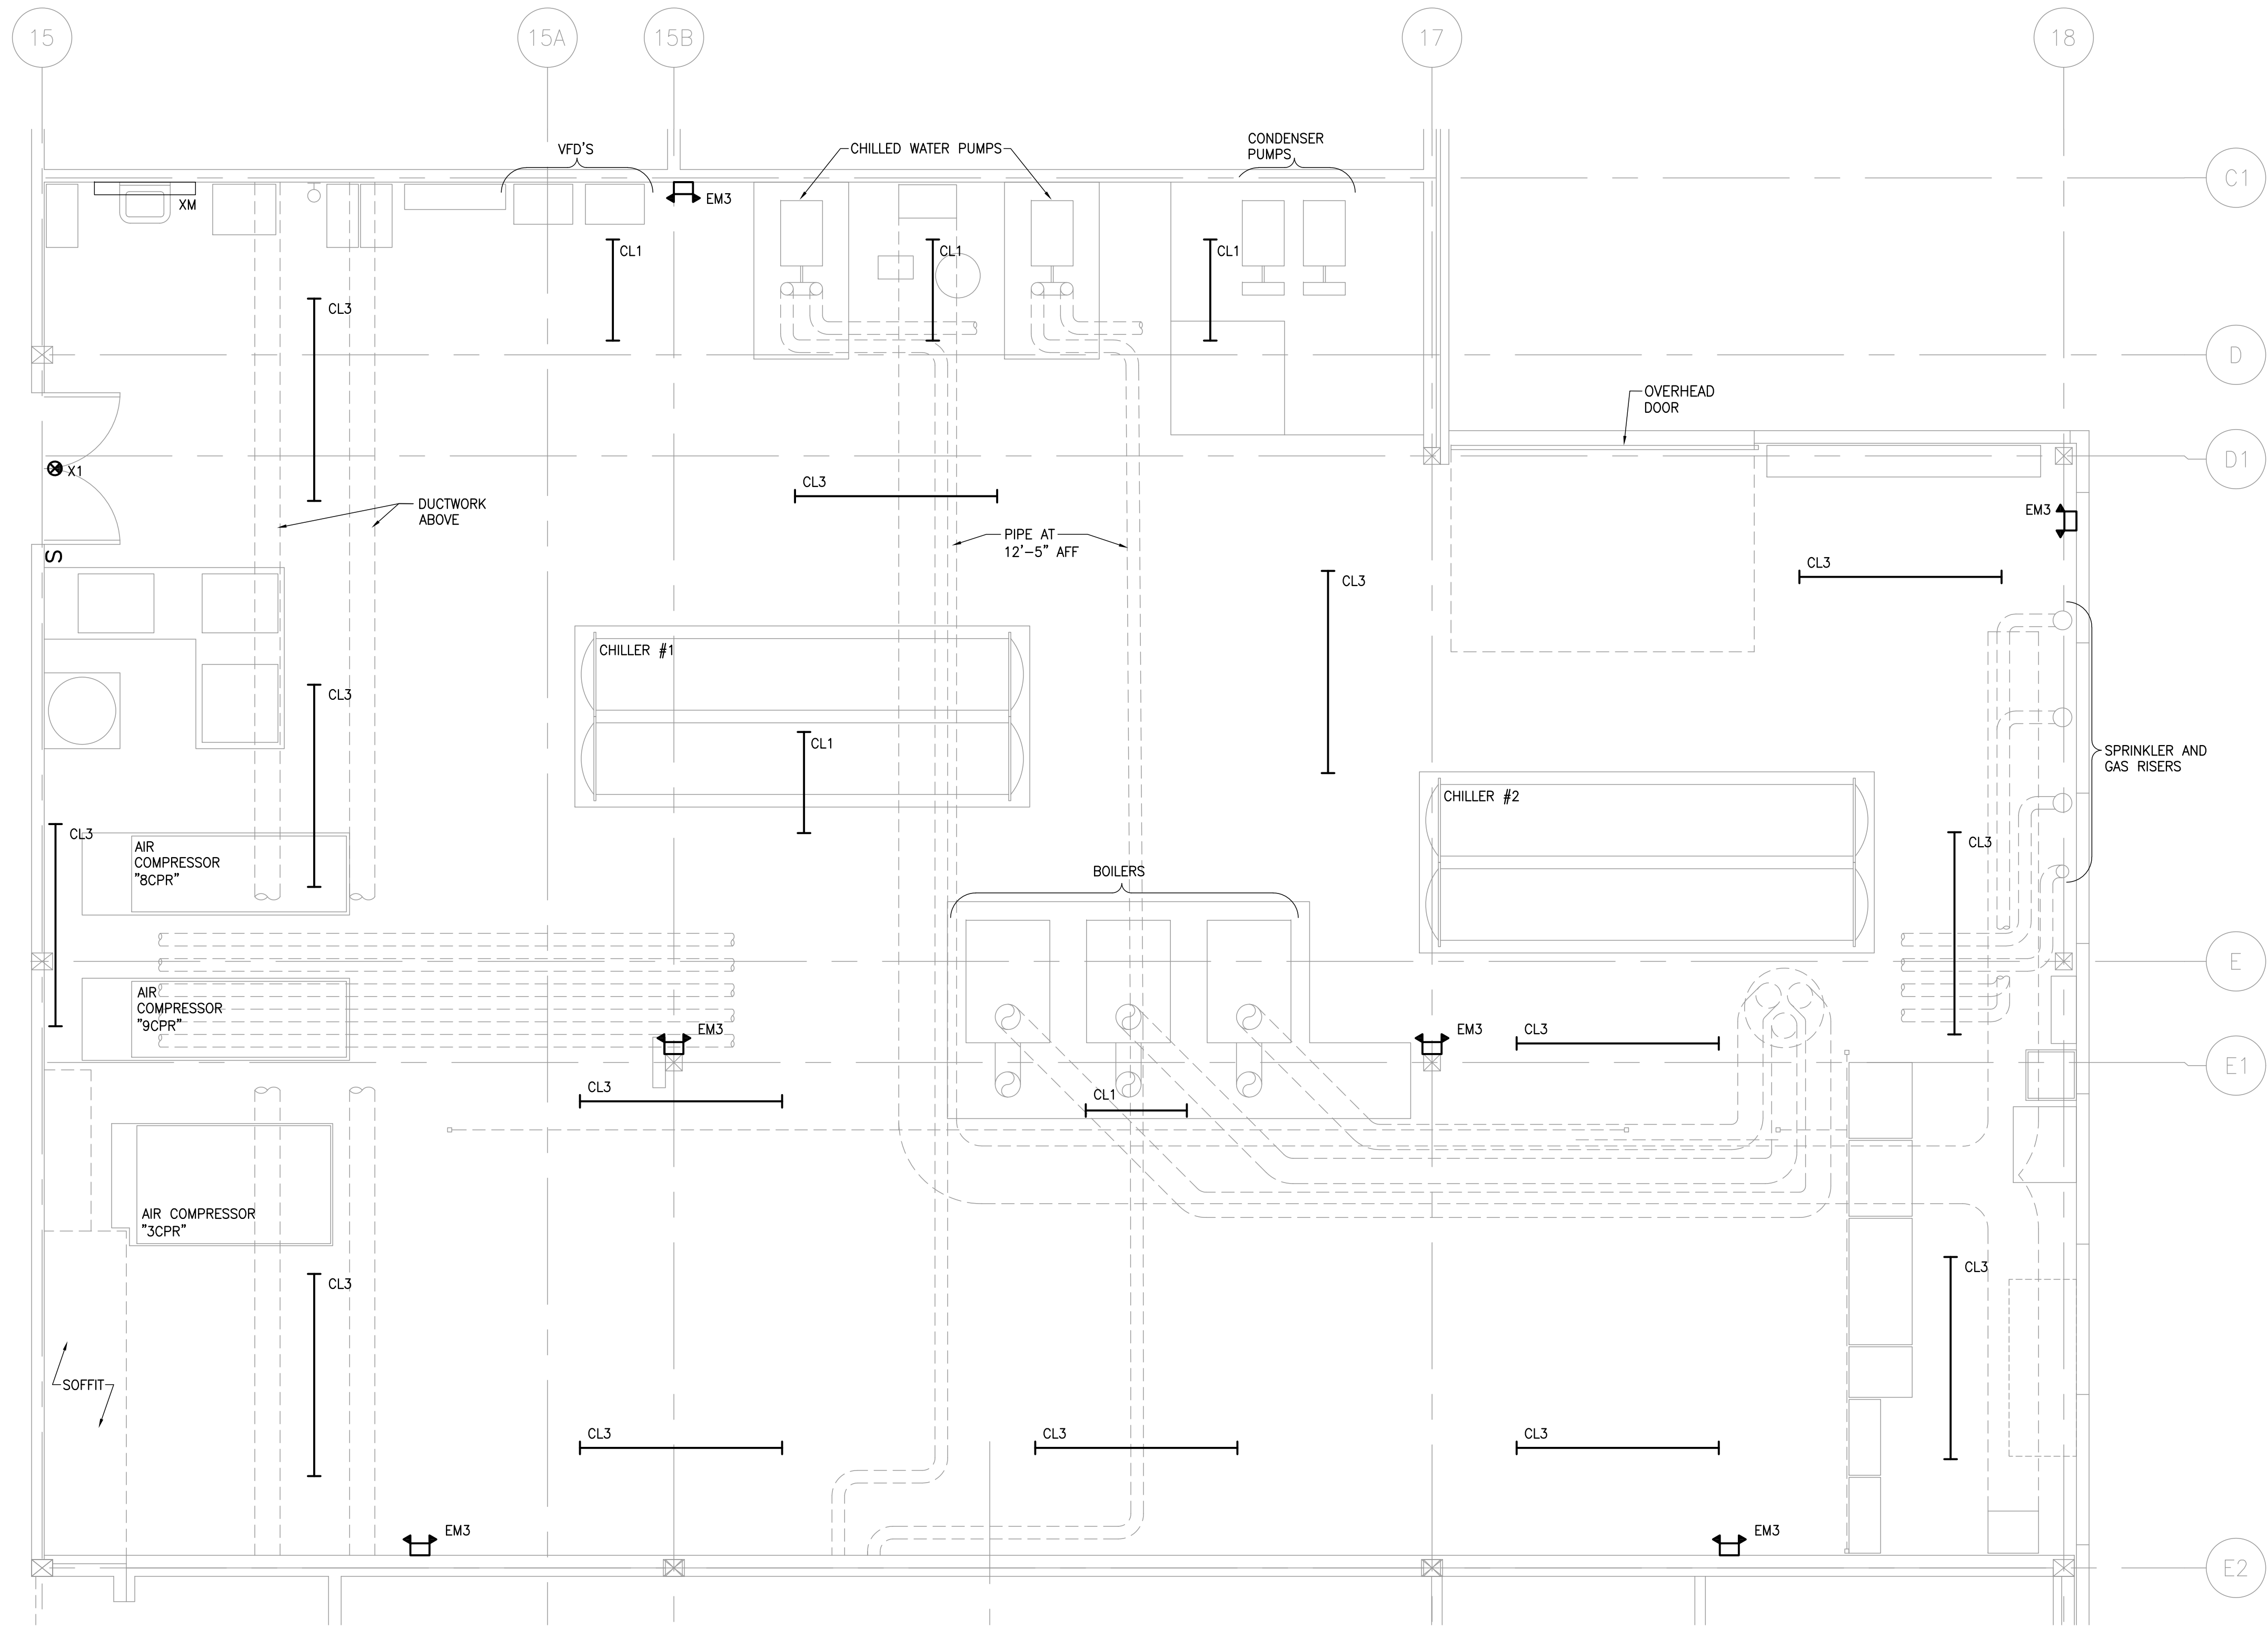 15
15A
15B
17
18
VFD'S
CHILLED WATER PUMPS
CONDENSER
PUMPS
C1
XM
EM3
CL1
CL1
CL1
CL3
D
OVERHEAD
DOOR
D1
X1
CL3
DUCTWORK
ABOVE
EM3
PIPE AT
12'-5" AFF
S
CL3
CL3
CHILLER #1
CL3
CL1
SPRINKLER AND
GAS RISERS
CHILLER #2
CL3
AIR
COMPRESSOR
"8CPR"
CL3
BOILERS
E
AIR
COMPRESSOR
"9CPR"
EM3
EM3
CL3
E1
CL3
CL1
AIR COMPRESSOR
"3CPR"
CL3
CL3
SOFFIT
CL3
CL3
CL3
EM3
EM3
E2